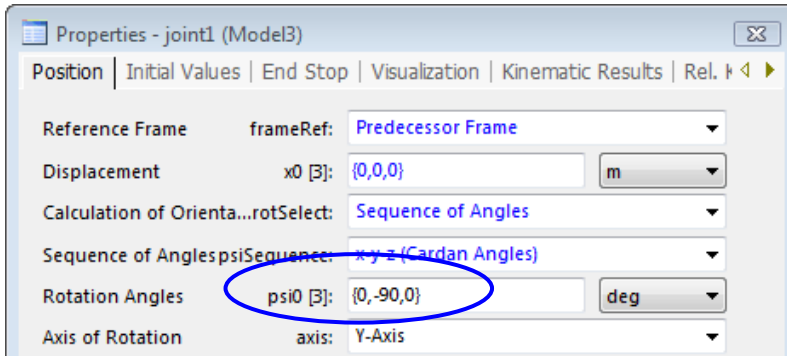 Properties - joint1 (Model3)
Position | Initial Values | End Stop | Visualization | Kinematic Results | Rel.
Reference Frame frameRef: Predecessor Frame
Displacement x0 [3]: {0,0,0} m
Calculation of Orienta...rotSelect: Sequence of Angles
Sequence of Angles psiSequence: x-y-z (Cardan Angles)
Rotation Angles psi0 [3]: {0,-90,0} deg
Axis of Rotation axis: Y-Axis